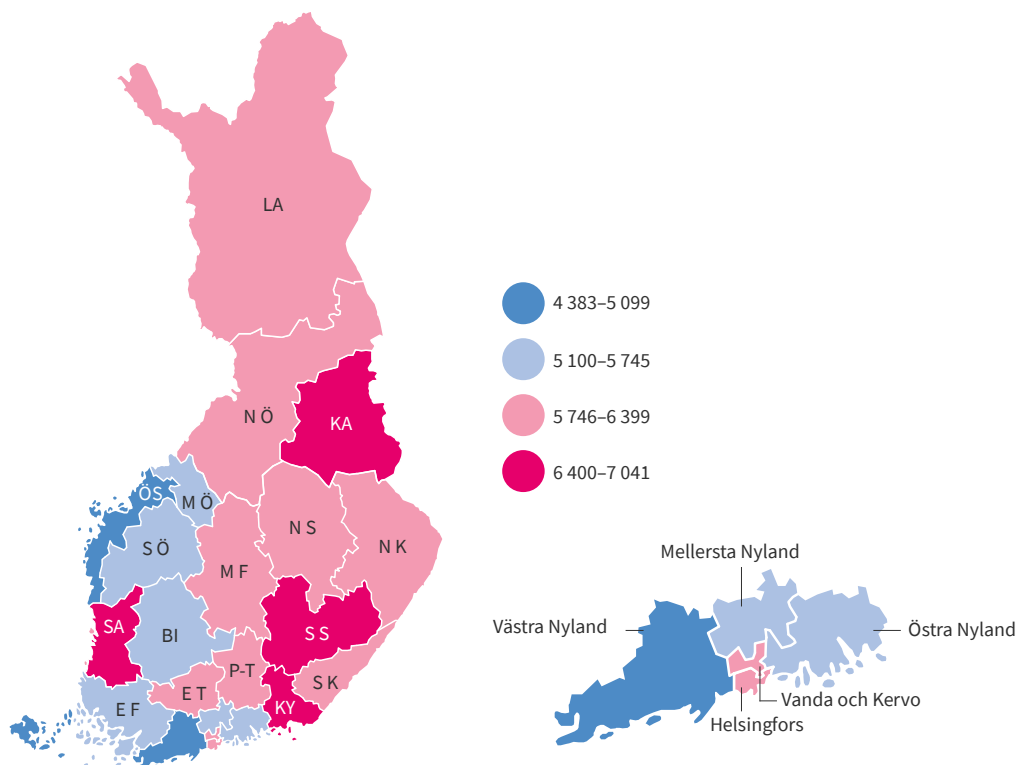 LA
4 383–5 099
5 100–5 745
5 746–6 399
6 400–7 041
N Ö
KA
ÖS
M Ö
S Ö
N S
N K
M F
SA
BI
S S
P-T
S K
E T
E F
KY
Mellersta Nyland
Västra Nyland
Östra Nyland
Vanda och Kervo
Helsingfors